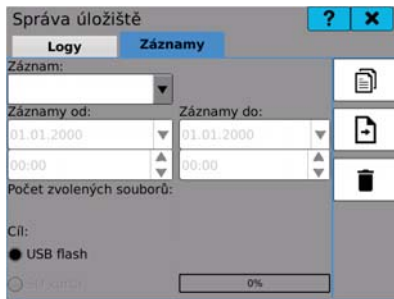 Správa úložiště ? X
Logy Záznamy
Záznam:
Záznamy od: Záznamy do:
01.01.2000 01.01.2000
00:00 00:00
Počet zvolených souborů:
Cíl:
USB flash
0%